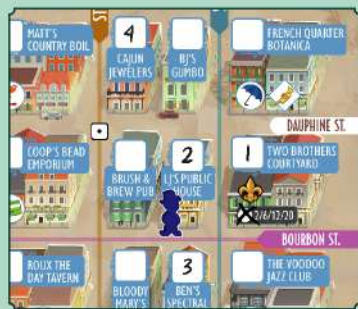 ST
MATT'S
COUNTRY BOIL
4
CAJUN
JEWELERS
BJ'S
GUMBO
FRENCH QUARTER
BOTANICA
DAUPHINE ST.
COOP'S BEAD
EMPORIUM
BRUSH &
BREW PUB
2
LJ'S PUBLIC
HOUSE
1
TWO BROTHERS
COURTYARD
2/6/12/20
BOURBON ST.
ROUX THE
DAY TAVERN
BLOODY
MARY'S
3
BEN'S
SPECTRAL
THE VOODOO
JAZZ CLUB